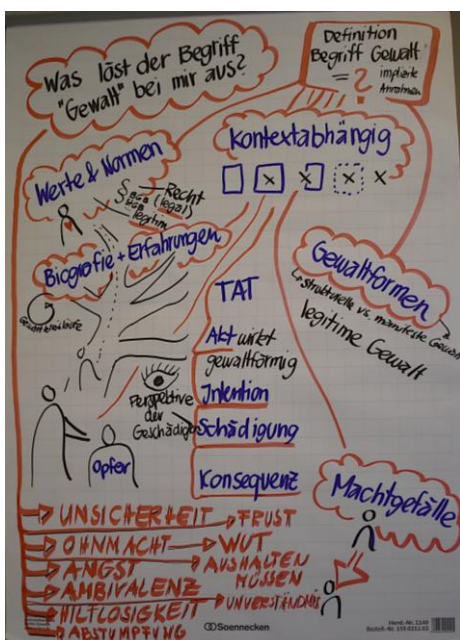 Was löst der Begriff
"Gewalt" bei mir aus?
Definition
Begriff Gewalt
= ?
implizite
Annahmen
Werte & Normen
§
BGB
Recht
(legal)
legitim
Kontextabhängig
x x x x
Biografie + Erfahrungen
Gewaltformen
strukturelle vs. manifeste Gewalt
legitime Gewalt
TAT
Akt wirkt
gewaltförmig
Intention
Schädigung
Konsequenz
Perspektive
der
Geschädigten
Opfer
Machtgefälle
UNSICHERHEIT
FRUST
OHNMACHT
WUT
ANGST
AUSHALTEN
MÜSSEN
AMBIVALENZ
HILFLOSIGKEIT
UNVERSTÄNDNIS
ABSTUMPFUNG
Soennecken